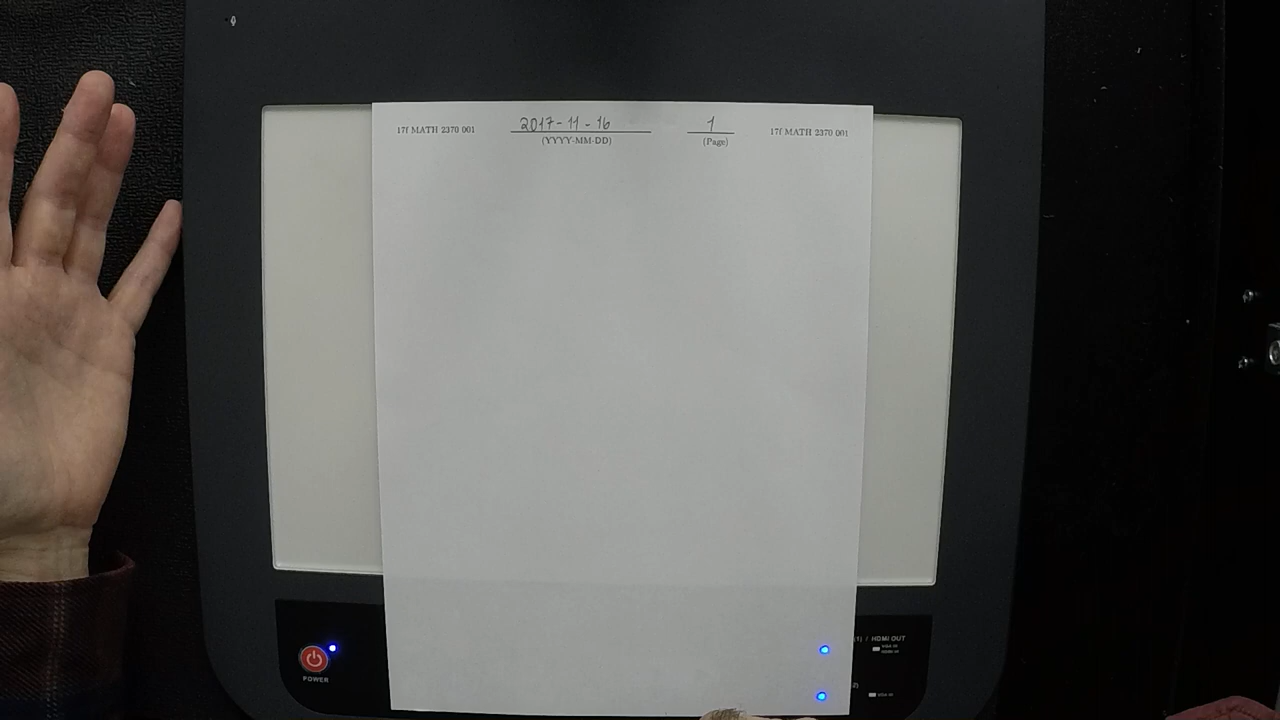 17f MATH 2370 001 2017-11-16 1 17f MATH 2370 001
(YYYY-MM-DD) (Page)
POWER
/ HDMI OUT